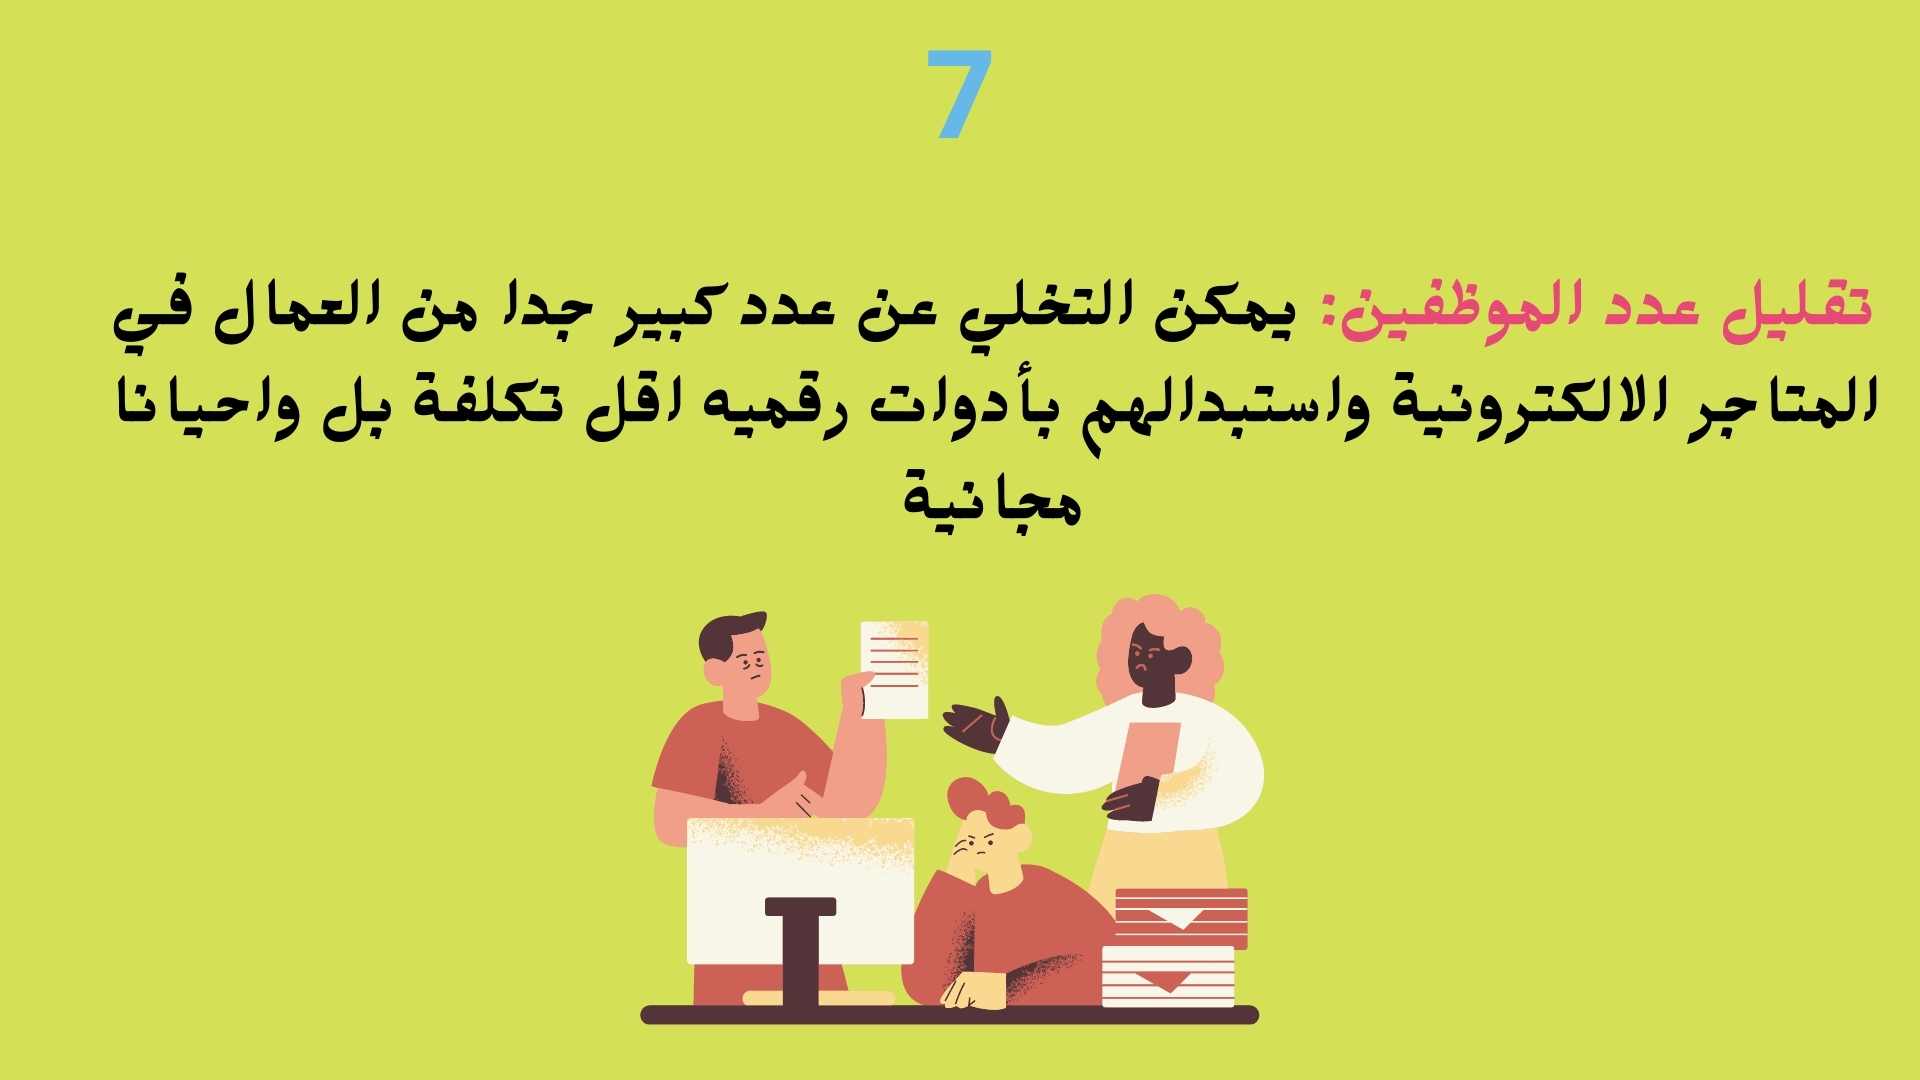 7
تقليل عدد الموظفين: يمكن التخلي عن عدد كبير جدا من العمال في
المتاجر الالكترونية واستبدالهم بأدوات رقميه اقل تكلفة بل واحيانا
مجانية